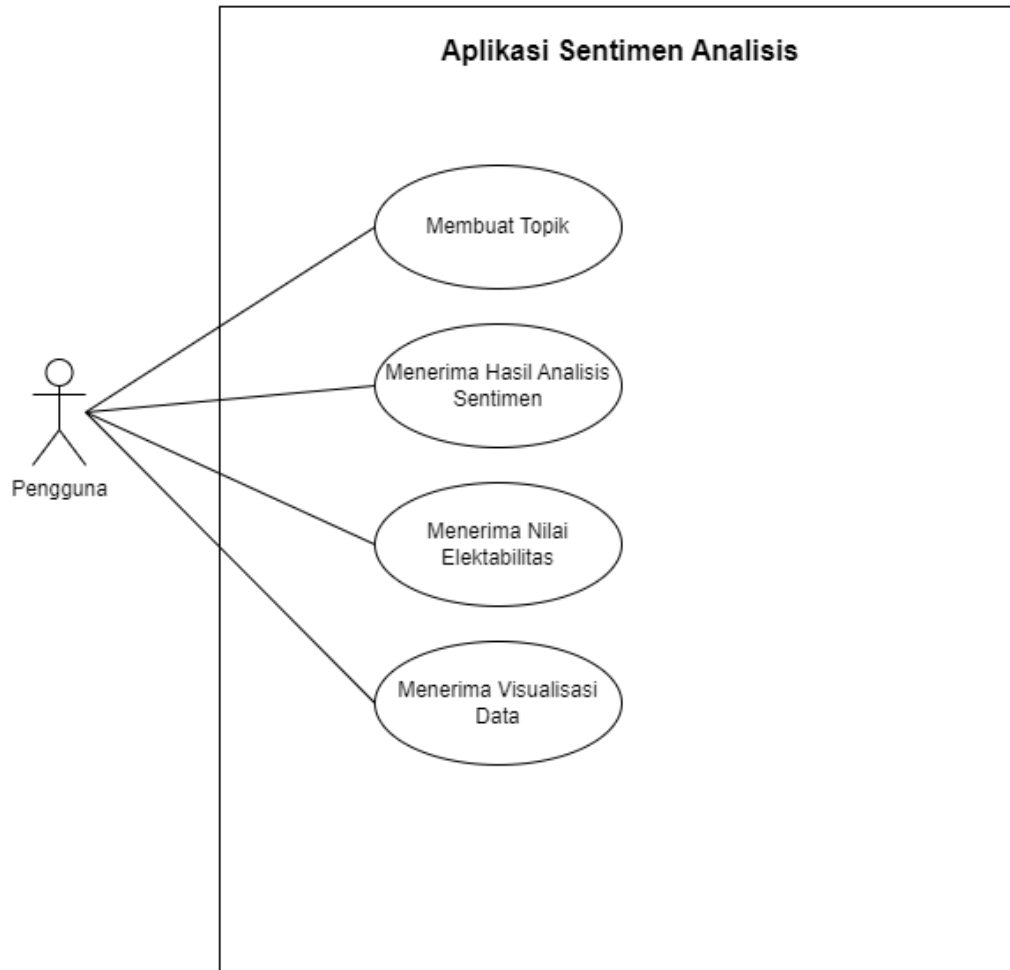 Aplikasi Sentimen Analisis
Membuat Topik
Menerima Hasil Analisis
Sentimen
Pengguna
Menerima Nilai
Elektabilitas
Menerima Visualisasi
Data